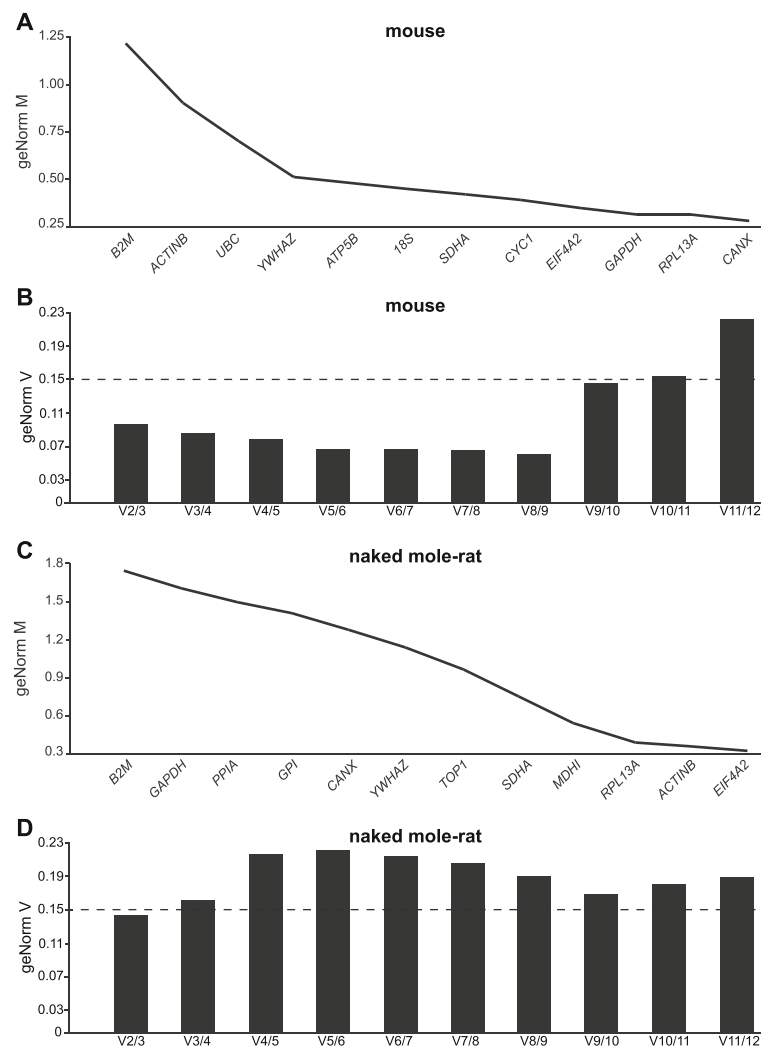 A
mouse
geNorm M
1.25
1.00
0.75
0.50
0.25
B2M ACTINB UBC YWHAZ ATP5B 18S SDHA CYC1 EIF4A2 GAPDH RPL13A CANX
B
mouse
geNorm V
0.23
0.19
0.15
0.11
0.07
0.03
0
V2/3 V3/4 V4/5 V5/6 V6/7 V7/8 V8/9 V9/10 V10/11 V11/12
C
naked mole-rat
geNorm M
1.8
1.5
1.2
0.9
0.6
0.3
B2M GAPDH PPIA GPI CANX YWHAZ TOP1 SDHA MDHI RPL13A ACTINB EIF4A2
D
naked mole-rat
geNorm V
0.23
0.19
0.15
0.11
0.07
0.03
0
V2/3 V3/4 V4/5 V5/6 V6/7 V7/8 V8/9 V9/10 V10/11 V11/12